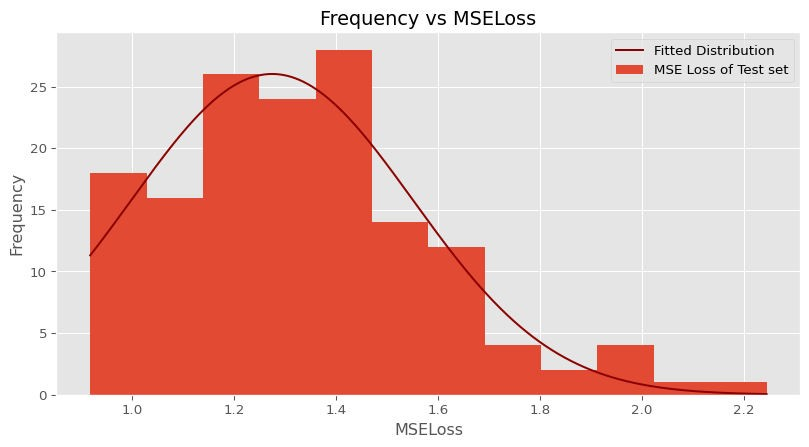 Frequency vs MSELoss
Fitted Distribution
MSE Loss of Test set
Frequency
25
20
15
10
5
0
1.0 1.2 1.4 1.6 1.8 2.0 2.2
MSELoss